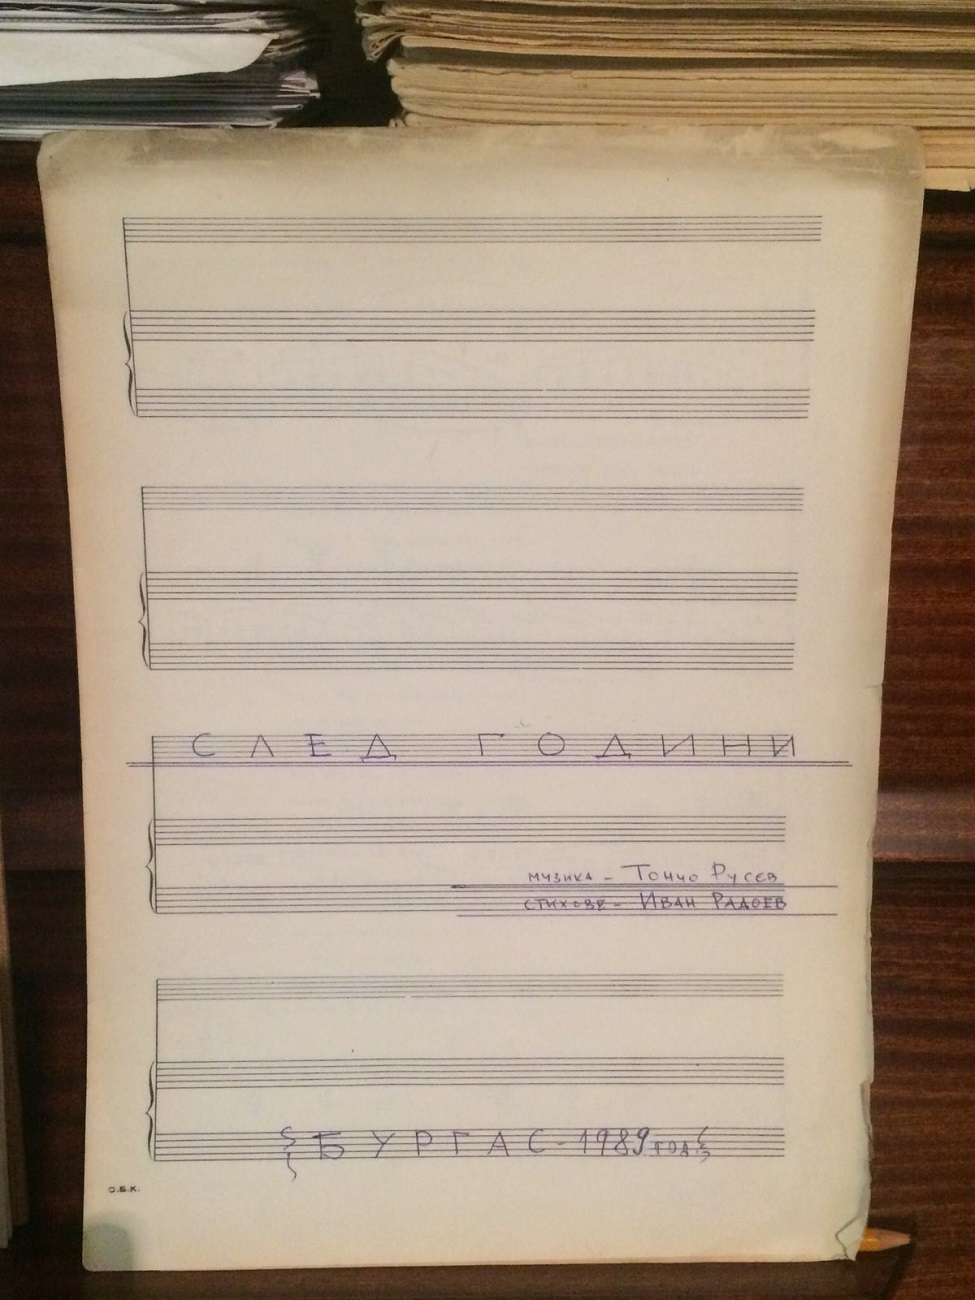 СЛЕД ГОДИНИ
музика - Тончо Русев
стихове - Иван Радоев
БУРГАС - 1989 год.
О.Б.К.